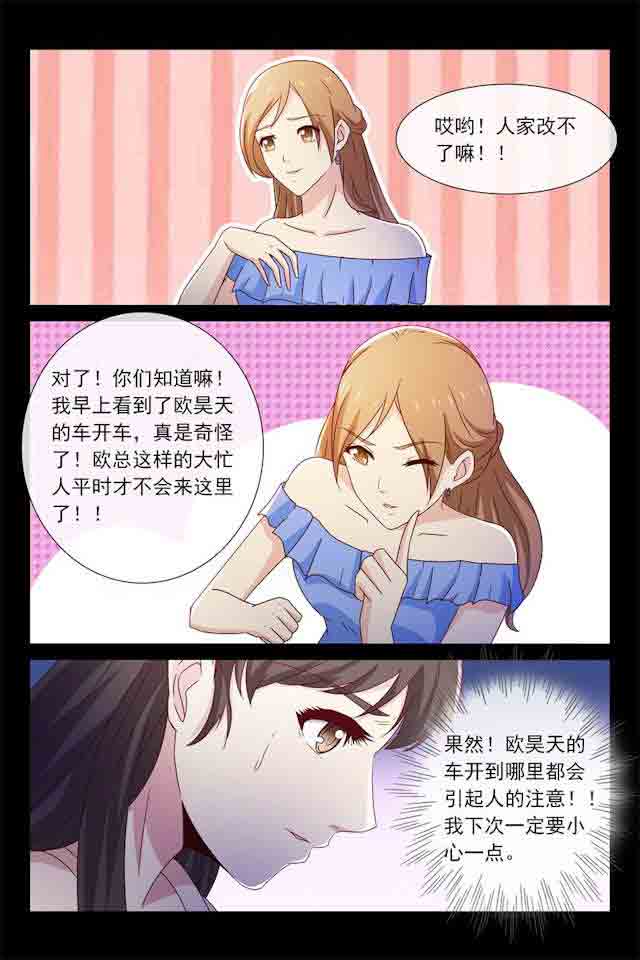 哎哟！人家改不
了嘛！！
对了！你们知道嘛！
我早上看到了欧昊天
的车开车，真是奇怪
了！欧总这样的大忙
人平时才不会来这里
了！！
果然！欧昊天的
车开到哪里都会
引起人的注意！！
我下次一定要小
心一点。